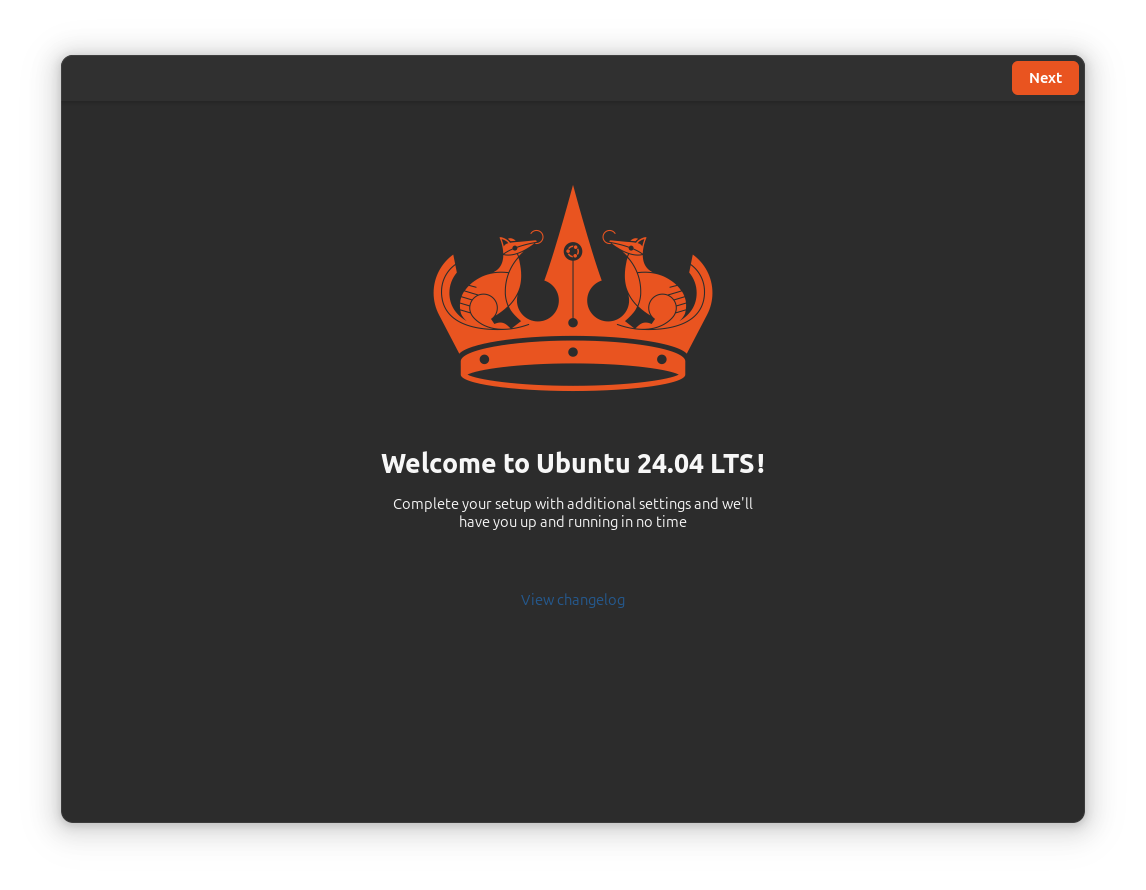 Next
Welcome to Ubuntu 24.04 LTS!
Complete your setup with additional settings and we'll
have you up and running in no time
View changelog